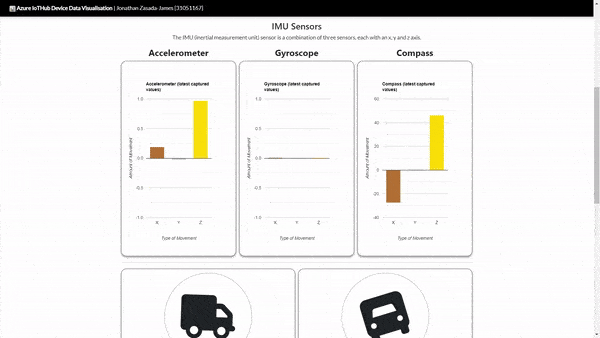 Azure IoTHub Device Data Visualisation | Jonathan Zasada-James [31051167]
IMU Sensors
The IMU (inertial measurement unit) sensor is a combination of three sensors, each with an x, y and z axis.
Accelerometer
Accelerometer (latest captured
values)
1.0
0.5
0.0
-0.5
-1.0
Amount of Movement
X Y Z
Type of Movement
Gyroscope
Gyroscope (latest captured
values)
1.0
0.5
0.0
-0.5
-1.0
Amount of Movement
X Y Z
Type of Movement
Compass
Compass (latest captured
values)
60
40
20
0
-20
-40
Amount of Movement
X Y Z
Type of Movement